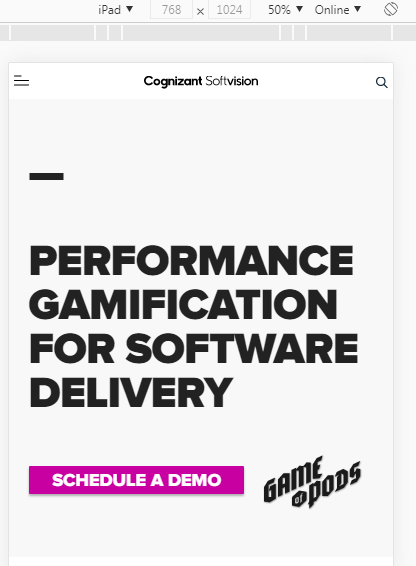 iPad ▼ 768 × 1024 50% ▼ Online ▼
Cognizant Softvision
PERFORMANCE
GAMIFICATION
FOR SOFTWARE
DELIVERY
SCHEDULE A DEMO
GAME
OF PODS